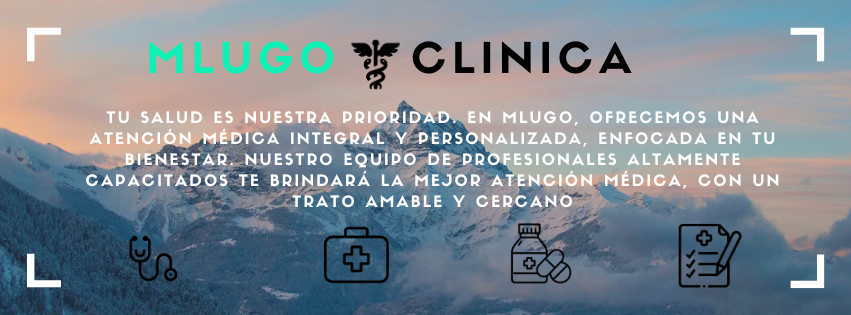 MLUGO CLINICA
TU SALUD ES NUESTRA PRIORIDAD. EN MLUGO, OFRECEMOS UNA
ATENCIÓN MÉDICA INTEGRAL Y PERSONALIZADA, ENFOCADA EN TU
BIENESTAR. NUESTRO EQUIPO DE PROFESIONALES ALTAMENTE
CAPACITADOS TE BRINDARÁ LA MEJOR ATENCIÓN MÉDICA, CON UN
TRATO AMABLE Y CERCANO